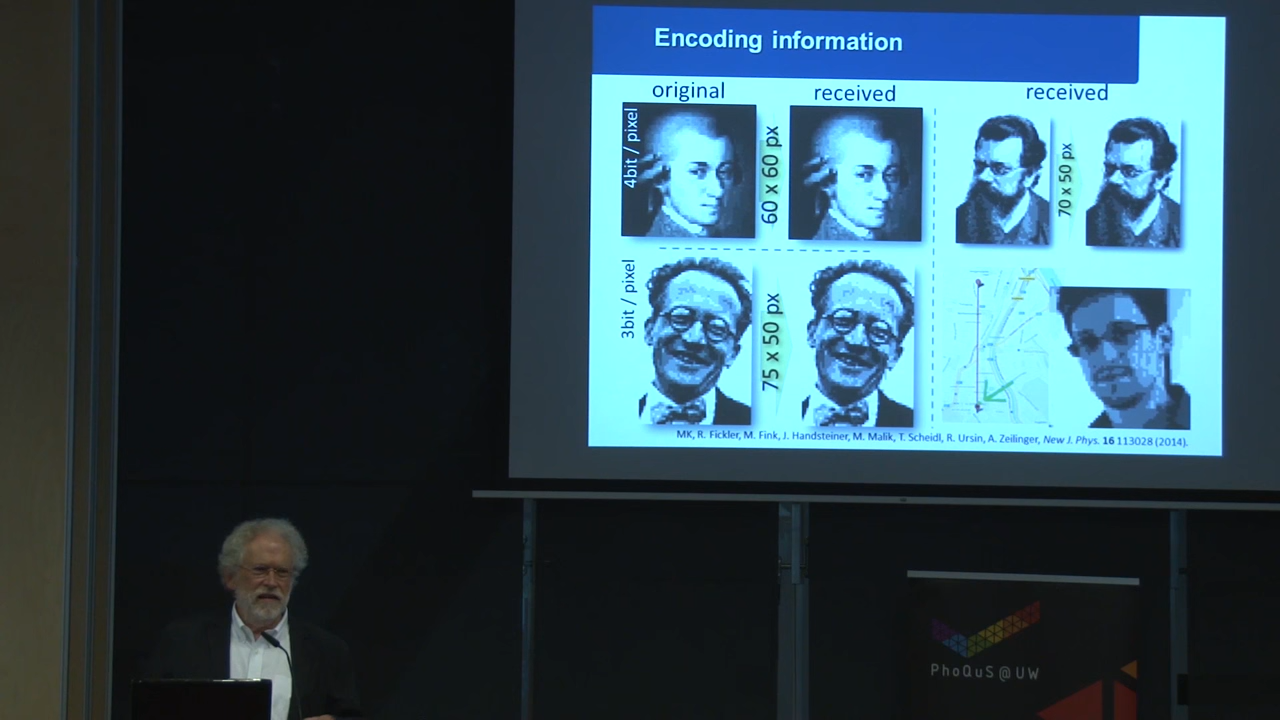 Encoding information
original
received
received
4bit / pixel
60 x 60 px
70 x 50 px
3bit / pixel
75 x 50 px
MK, R. Fickler, M. Fink, J. Handsteiner, M. Malik, T. Scheidl, R. Ursin, A. Zeilinger, New J. Phys. 16 113028 (2014).
PhoQuS@UW